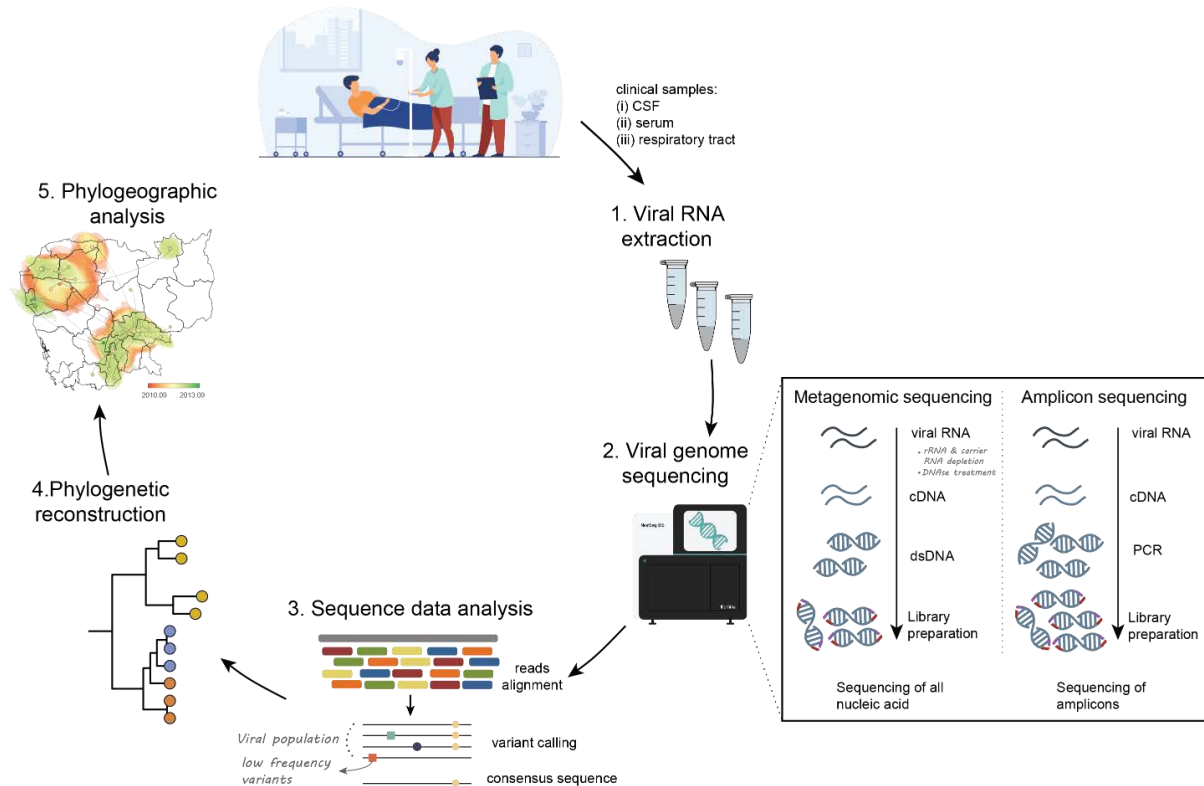 clinical samples:
(i) CSF
(ii) serum
(iii) respiratory tract
1. Viral RNA
extraction
2. Viral genome
sequencing
Metagenomic sequencing
viral RNA
• rRNA & carrier
RNA depletion
• DNAse treatment
cDNA
dsDNA
Library
preparation
Sequencing of all
nucleic acid
Amplicon sequencing
viral RNA
cDNA
PCR
Library
preparation
Sequencing of
amplicons
3. Sequence data analysis
reads
alignment
Viral population
variant calling
low frequency
variants
consensus sequence
4.Phylogenetic
reconstruction
5. Phylogeographic
analysis
2010.09 2013.09